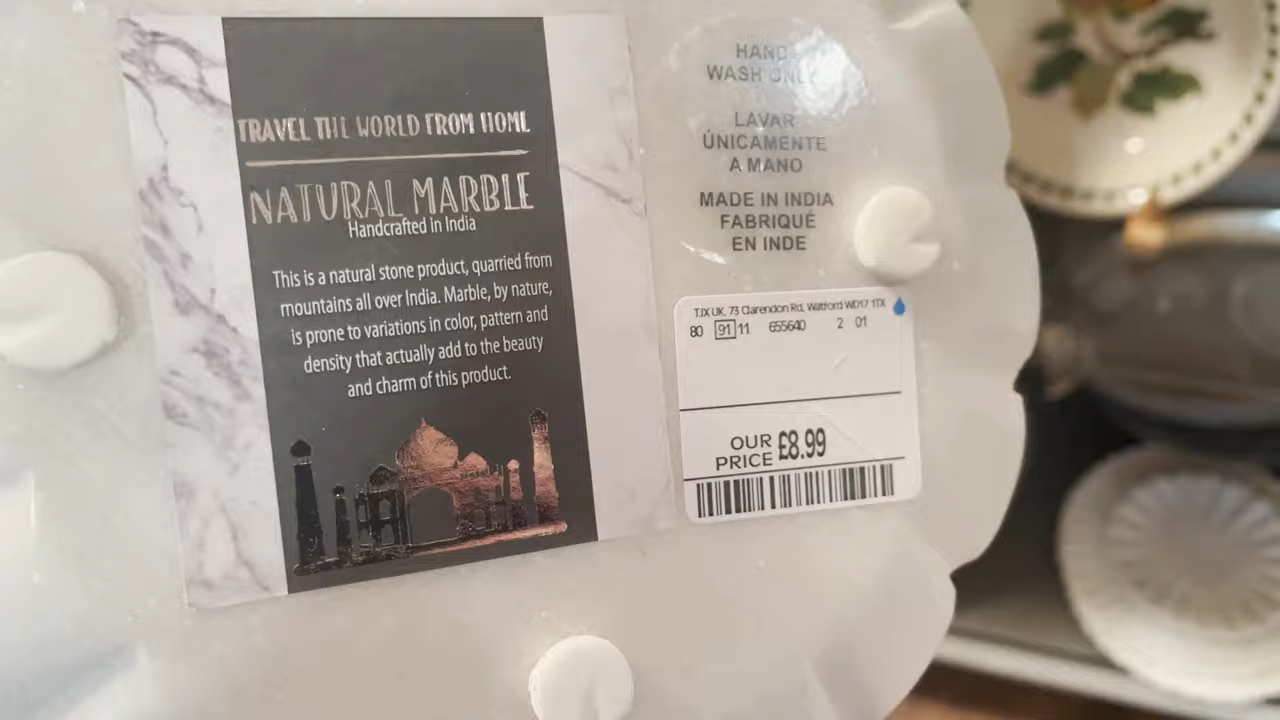 TRAVEL THE WORLD FROM HOME
NATURAL MARBLE
Handcrafted in India
This is a natural stone product, quarried from
mountains all over India. Marble, by nature,
is prone to variations in color, pattern and
density that actually add to the beauty
and charm of this product.
HAND
WASH ONLY
LAVAR
ÚNICAMENTE
A MANO
MADE IN INDIA
FABRIQUÉ
EN INDE
TJX UK, 73 Clarendon Rd, Watford WD17 1TX
80 91 11 655640 2 01
OUR PRICE £8.99